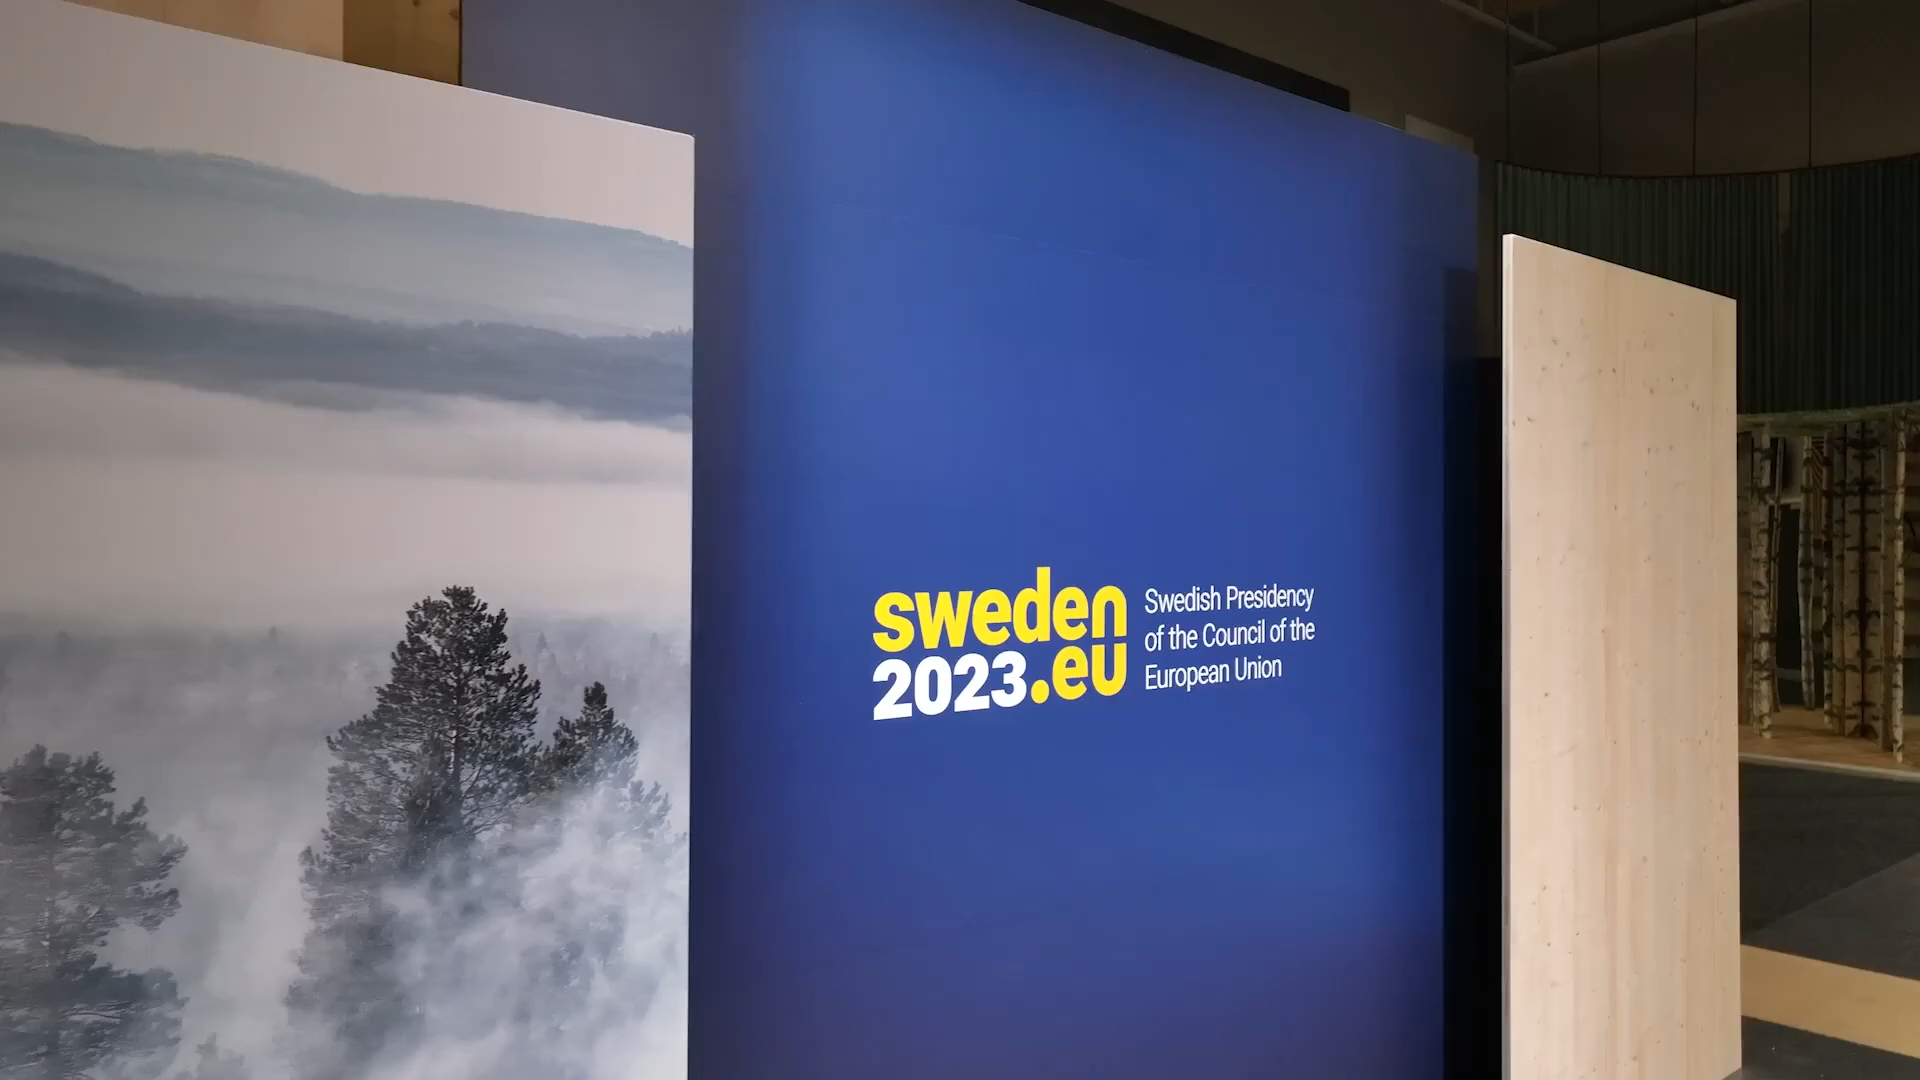 sweden
2023.eu
Swedish Presidency
of the Council of the
European Union